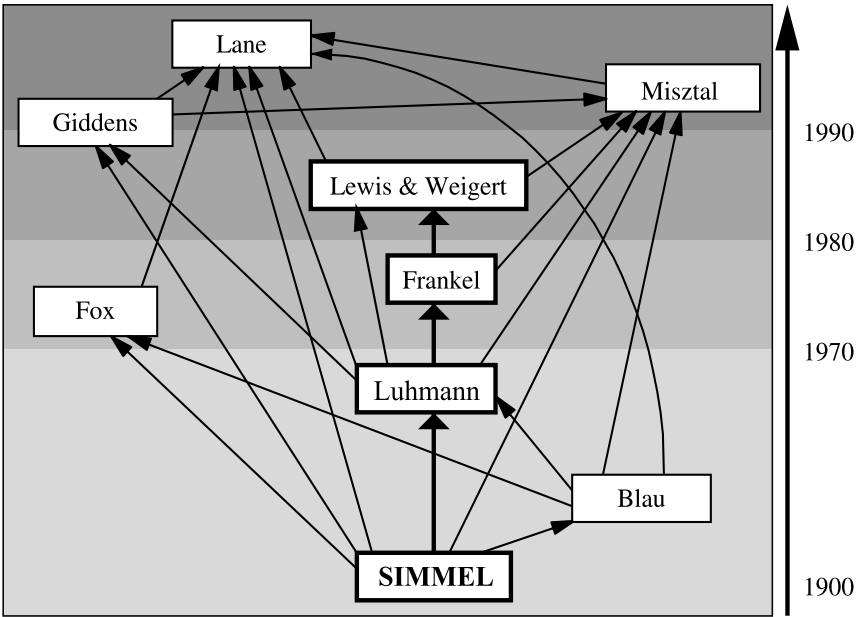 Lane
Misztal
Giddens
1990
Lewis & Weigert
1980
Frankel
Fox
1970
Luhmann
Blau
SIMMEL
1900